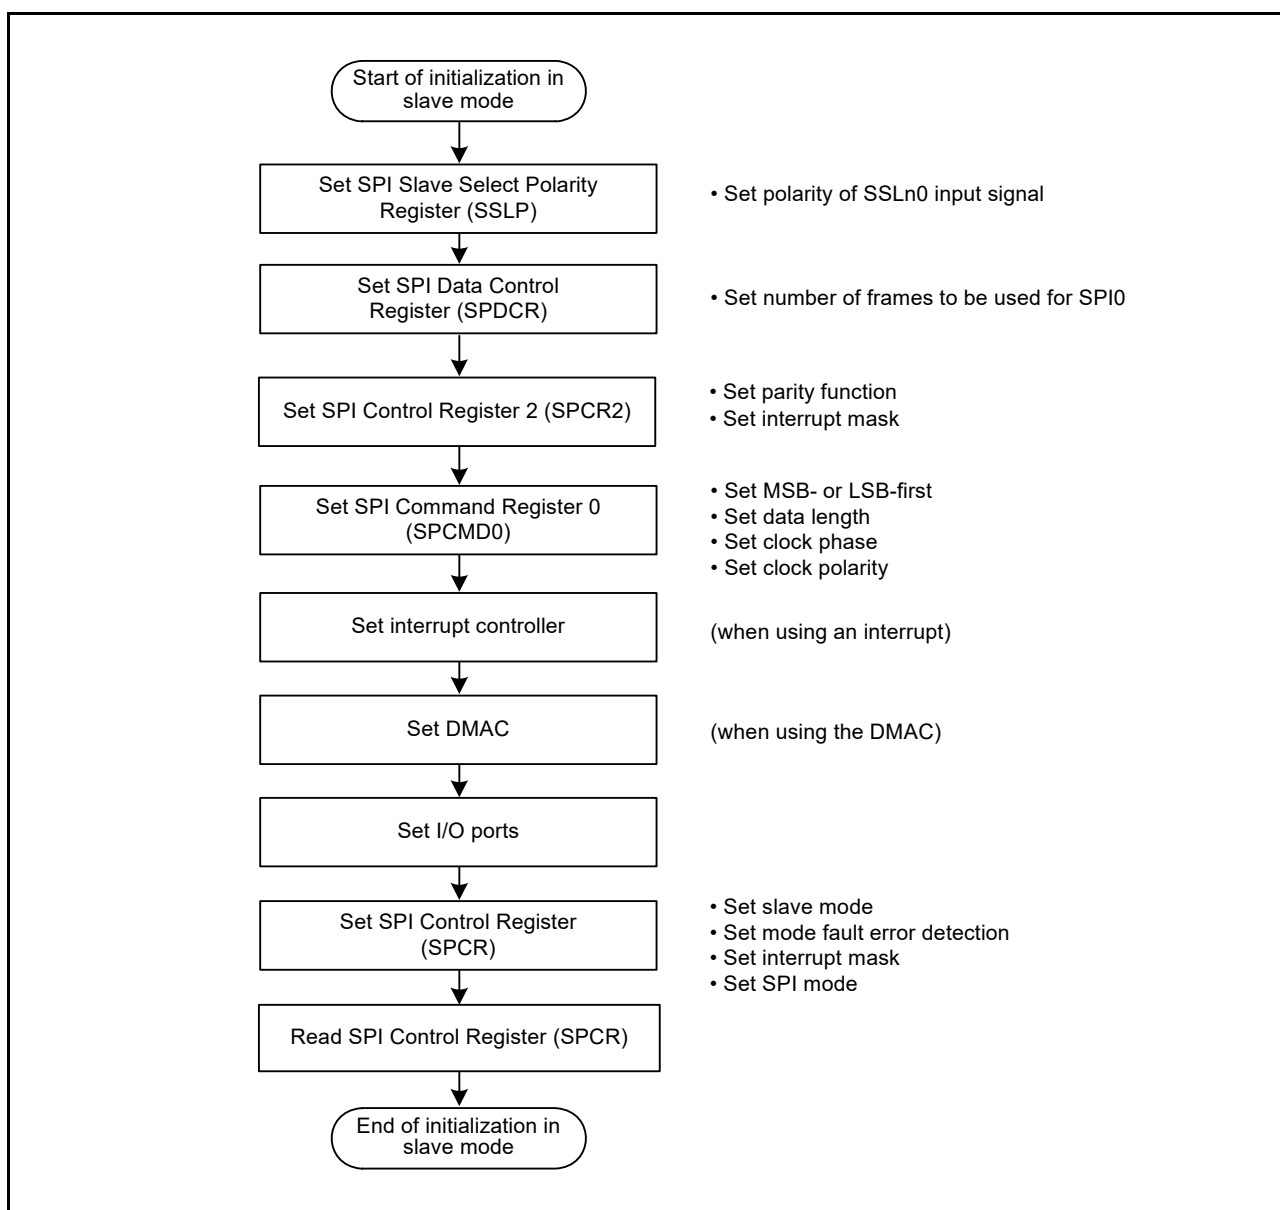 Start of initialization in
slave mode
Set SPI Slave Select Polarity
Register (SSLP)
• Set polarity of SSLn0 input signal
Set SPI Data Control
Register (SPDCR)
• Set number of frames to be used for SPI0
Set SPI Control Register 2 (SPCR2)
• Set parity function
• Set interrupt mask
Set SPI Command Register 0
(SPCMD0)
• Set MSB- or LSB-first
• Set data length
• Set clock phase
• Set clock polarity
Set interrupt controller
(when using an interrupt)
Set DMAC
(when using the DMAC)
Set I/O ports
Set SPI Control Register
(SPCR)
• Set slave mode
• Set mode fault error detection
• Set interrupt mask
• Set SPI mode
Read SPI Control Register (SPCR)
End of initialization in
slave mode